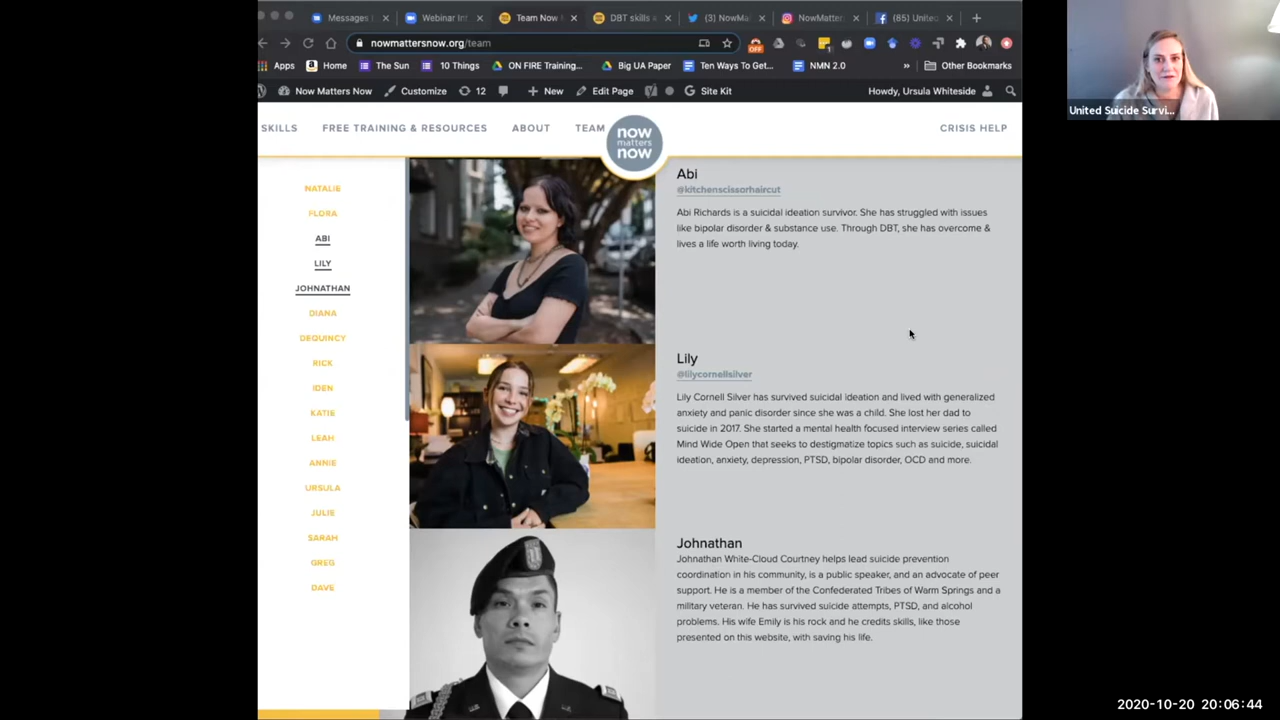 Messages
Webinar Int
Team Now M
DBT skills
(3) NowMa
NowMatter
(85) United
nowmattersnow.org/team
OFF
1
Apps
Home
The Sun
10 Things
ON FIRE Training...
Big UA Paper
Ten Ways To Get...
NMN 2.0
»
Other Bookmarks
Now Matters Now
Customize
12
New
Edit Page
Site Kit
Howdy, Ursula Whiteside
SKILLS
FREE TRAINING & RESOURCES
ABOUT
TEAM
now
matters
now
CRISIS HELP
NATALIE
FLORA
ABI
LILY
JOHNATHAN
DIANA
DEQUINCY
RICK
IDEN
KATIE
LEAH
ANNIE
URSULA
JULIE
SARAH
GREG
DAVE
Abi
@kitchenscissorhaircut
Abi Richards is a suicidal ideation survivor. She has struggled with issues
like bipolar disorder & substance use. Through DBT, she has overcome &
lives a life worth living today.
Lily
@lilycornellsilver
Lily Cornell Silver has survived suicidal ideation and lived with generalized
anxiety and panic disorder since she was a child. She lost her dad to
suicide in 2017. She started a mental health focused interview series called
Mind Wide Open that seeks to destigmatize topics such as suicide, suicidal
ideation, anxiety, depression, PTSD, bipolar disorder, OCD and more.
Johnathan
Johnathan White-Cloud Courtney helps lead suicide prevention
coordination in his community, is a public speaker, and an advocate of peer
support. He is a member of the Confederated Tribes of Warm Springs and a
military veteran. He has survived suicide attempts, PTSD, and alcohol
problems. His wife Emily is his rock and he credits skills, like those
presented on this website, with saving his life.
United Suicide Survi...
2020-10-20 20:06:44